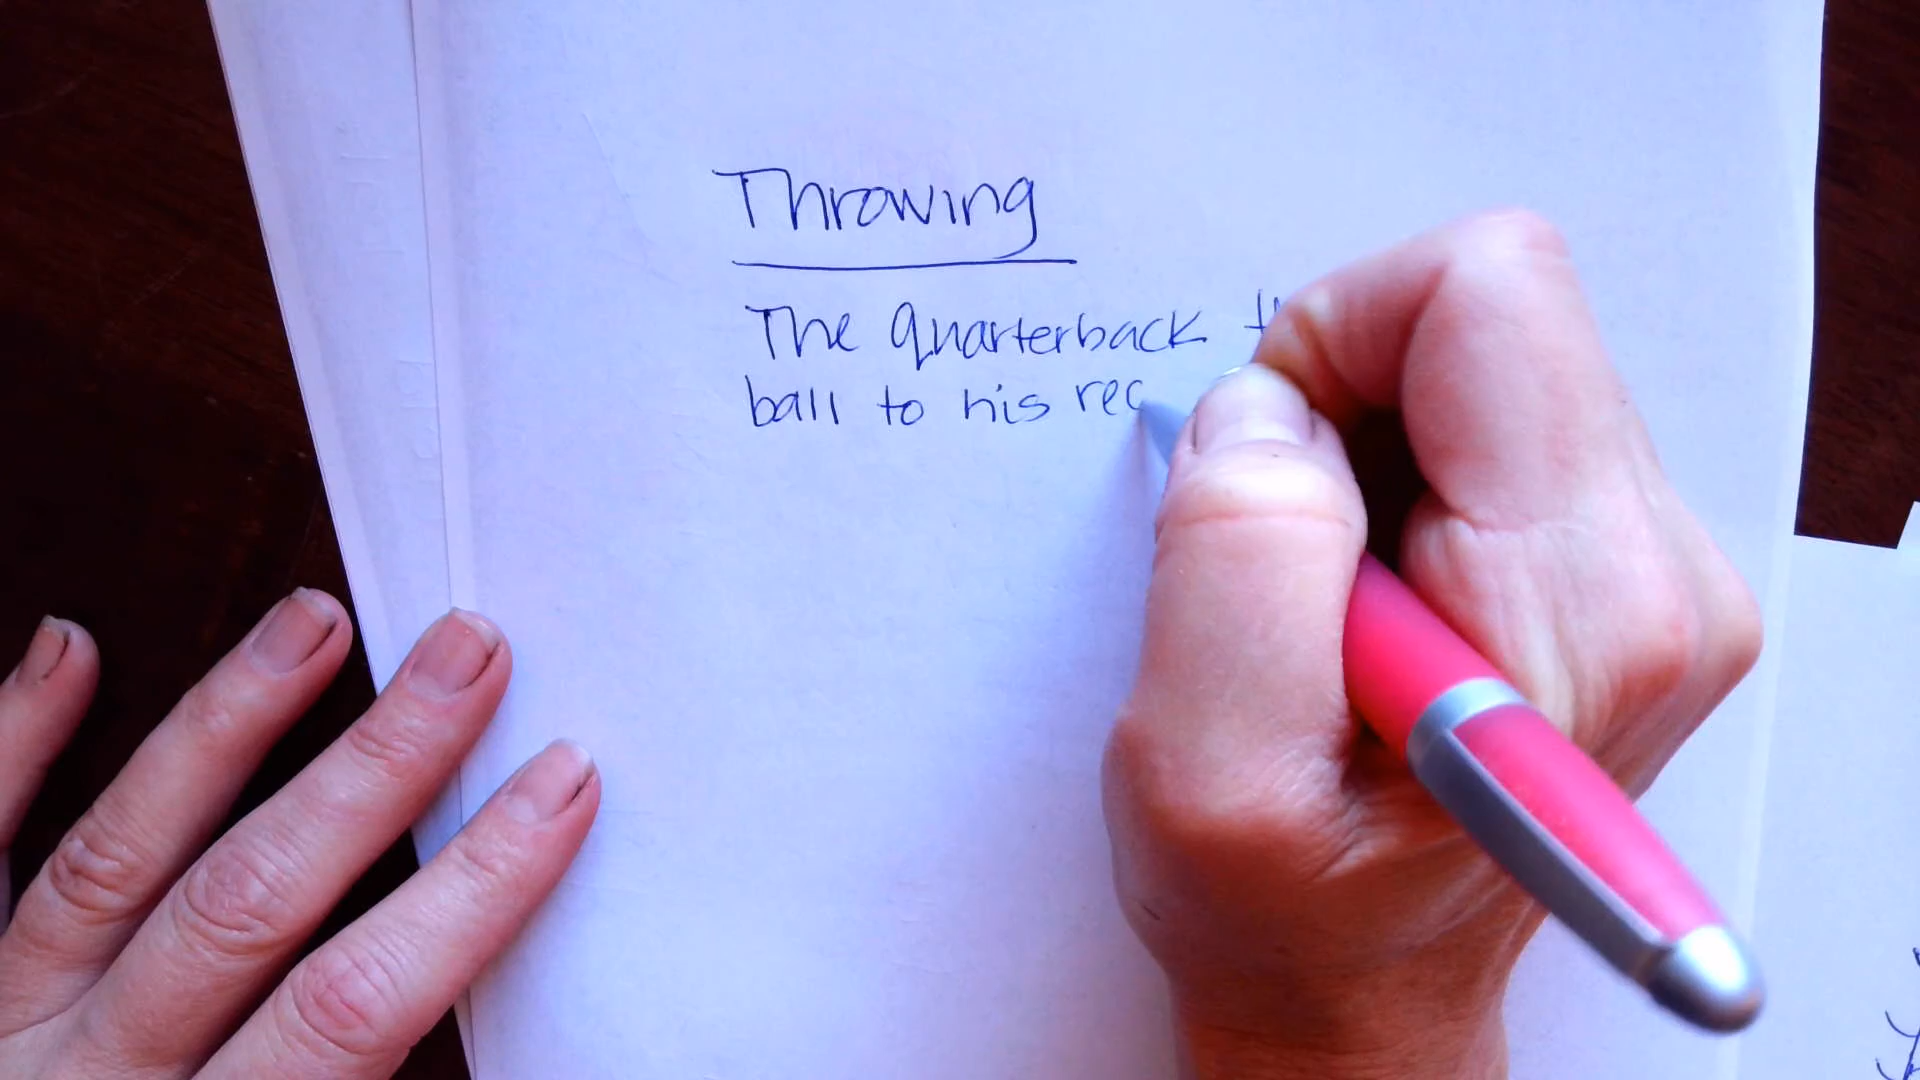 Throwing
The quarterback
ball to his rec